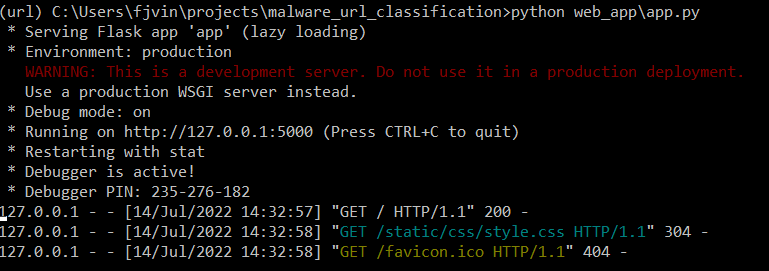 (url) C:\Users\fjvin\projects\malware_url_classification>python web_app\app.py
* Serving Flask app 'app' (lazy loading)
* Environment: production
WARNING: This is a development server. Do not use it in a production deployment.
Use a production WSGI server instead.
* Debug mode: on
* Running on http://127.0.0.1:5000 (Press CTRL+C to quit)
* Restarting with stat
* Debugger is active!
* Debugger PIN: 235-276-182
127.0.0.1 - - [14/Jul/2022 14:32:57] "GET / HTTP/1.1" 200 -
127.0.0.1 - - [14/Jul/2022 14:32:58] "GET /static/css/style.css HTTP/1.1" 304 -
127.0.0.1 - - [14/Jul/2022 14:32:58] "GET /favicon.ico HTTP/1.1" 404 -